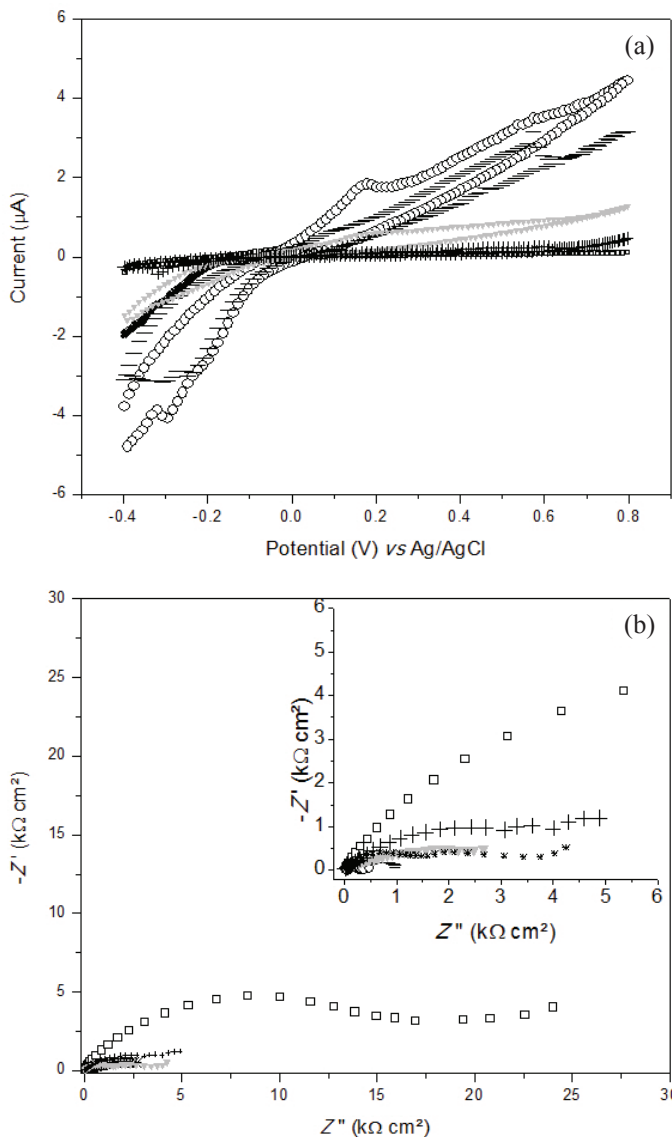 (a)
6
4
2
0
-2
-4
-6
Current (µA)
-0.4 -0.2 0.0 0.2 0.4 0.6 0.8
Potential (V) vs Ag/AgCl
(b)
30
25
20
15
10
5
0
-Z' (kΩ cm²)
6
5
4
3
2
1
0
-Z' (kΩ cm²)
0 1 2 3 4 5 6
Z'' (kΩ cm²)
0 5 10 15 20 25 30
Z'' (kΩ cm²)